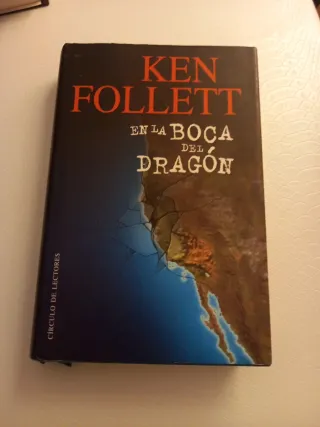 KEN
FOLLETT
EN LA BOCA
DEL
DRAGÓN
CÍRCULO DE LECTORES